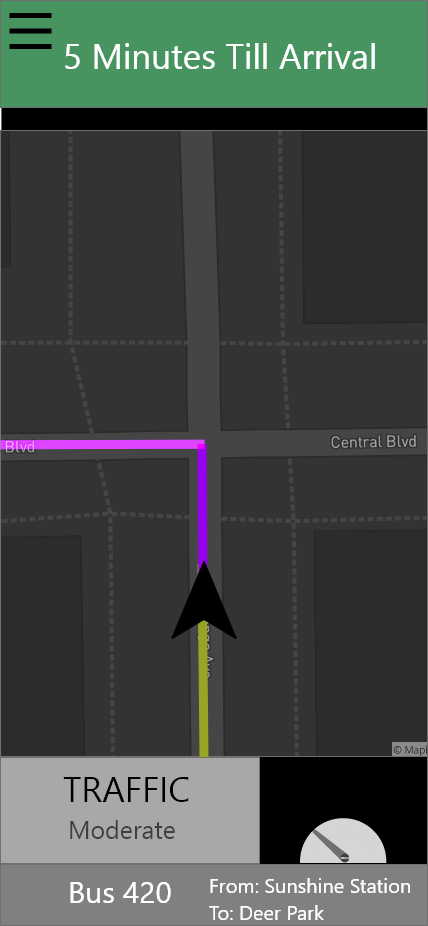 5 Minutes Till Arrival
Central Blvd
Blvd
TRAFFIC
Moderate
Bus 420
From: Sunshine Station
To: Deer Park